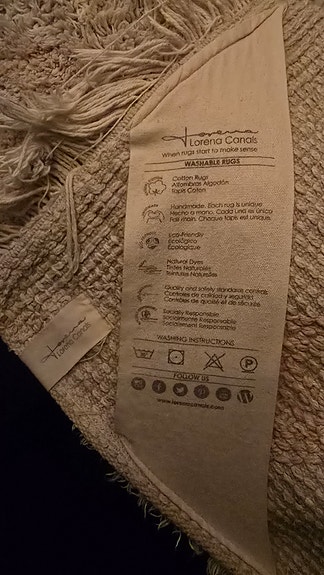 Lorena
Lorena Canals
When rugs start to make sense
WASHABLE RUGS
Cotton Rugs
Alfombras Algodón
Tapis Coton
Handmade. Each rug is unique
Hecho a mano. Cada una es única
Fait main. Chaque tapis est unique.
Eco-Friendly
Ecológico
Écologique
Natural Dyes
Tintes Naturales
Teintures Naturelles
Quality and safety standards controls
Controles de calidad y seguridad
Contrôles de qualité et de sécurité
Socially Responsible
Socialmente Responsable
Socialement Responsable
WASHING INSTRUCTIONS
P
FOLLOW US
www.lorenacanals.com
Lorena
Lorena Canals